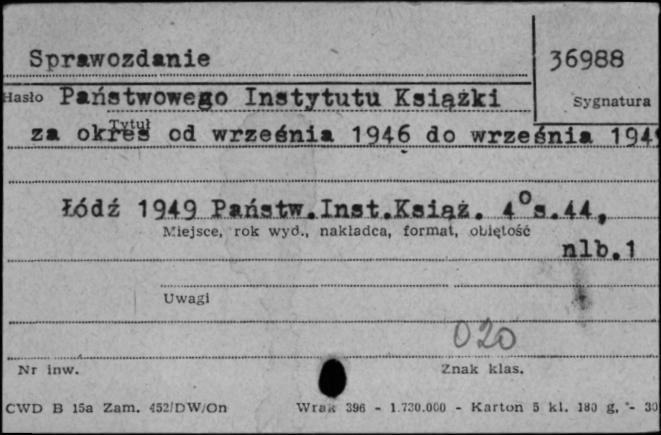 Sprawozdanie 36988
Hasło Państwowego Instytutu Książki Sygnatura
Tytuł
za okres od września 1946 do września 194
Łódź 1949 Państw.Inst.Książ. 4° s.44,
Miejsce, rok wyd., nakładca, format, objętość
nlb.1
Uwagi
020
Nr inw. Znak klas.
CWD B 15a Zam. 452/DW/On Wrak 396 - 1.730.000 - Karton 5 kl. 180 g. - 30